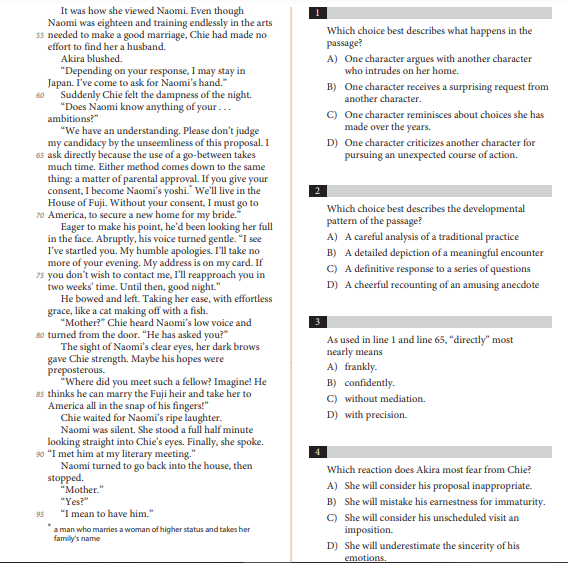 It was how she viewed Naomi. Even though
Naomi was eighteen and training endlessly in the arts
55 needed to make a good marriage, Chie had made no
effort to find her a husband.
Akira blushed.
“Depending on your response, I may stay in
Japan. I’ve come to ask for Naomi’s hand.”
60 Suddenly Chie felt the dampness of the night.
“Does Naomi know anything of your . . .
ambitions?”
“We have an understanding. Please don’t judge
my candidacy by the unseemliness of this proposal. I
65 ask directly because the use of a go-between takes
much time. Either method comes down to the same
thing: a matter of parental approval. If you give your
consent, I become Naomi’s yoshi.* We’ll live in the
House of Fuji. Without your consent, I must go to
70 America, to secure a new home for my bride.”
Eager to make his point, he’d been looking her full
in the face. Abruptly, his voice turned gentle. “I see
I’ve startled you. My humble apologies. I’ll take no
more of your evening. My address is on my card. If
75 you don’t wish to contact me, I’ll reapproach you in
two weeks’ time. Until then, good night.”
He bowed and left. Taking her ease, with effortless
grace, like a cat making off with a fish.
“Mother?” Chie heard Naomi’s low voice and
80 turned from the door. “He has asked you?”
The sight of Naomi’s clear eyes, her dark brows
gave Chie strength. Maybe his hopes were
preposterous.
“Where did you meet such a fellow? Imagine! He
85 thinks he can marry the Fuji heir and take her to
America all in the snap of his fingers!”
Chie waited for Naomi’s ripe laughter.
Naomi was silent. She stood a full half minute
looking straight into Chie’s eyes. Finally, she spoke.
90 “I met him at my literary meeting.”
Naomi turned to go back into the house, then
stopped.
“Mother.”
“Yes?”
95 “I mean to have him.”
* a man who marries a woman of higher status and takes her
family’s name
1
Which choice best describes what happens in the
passage?
A) One character argues with another character
who intrudes on her home.
B) One character receives a surprising request from
another character.
C) One character reminisces about choices she has
made over the years.
D) One character criticizes another character for
pursuing an unexpected course of action.
2
Which choice best describes the developmental
pattern of the passage?
A) A careful analysis of a traditional practice
B) A detailed depiction of a meaningful encounter
C) A definitive response to a series of questions
D) A cheerful recounting of an amusing anecdote
3
As used in line 1 and line 65, “directly” most
nearly means
A) frankly.
B) confidently.
C) without mediation.
D) with precision.
4
Which reaction does Akira most fear from Chie?
A) She will consider his proposal inappropriate.
B) She will mistake his earnestness for immaturity.
C) She will consider his unscheduled visit an
imposition.
D) She will underestimate the sincerity of his
emotions.